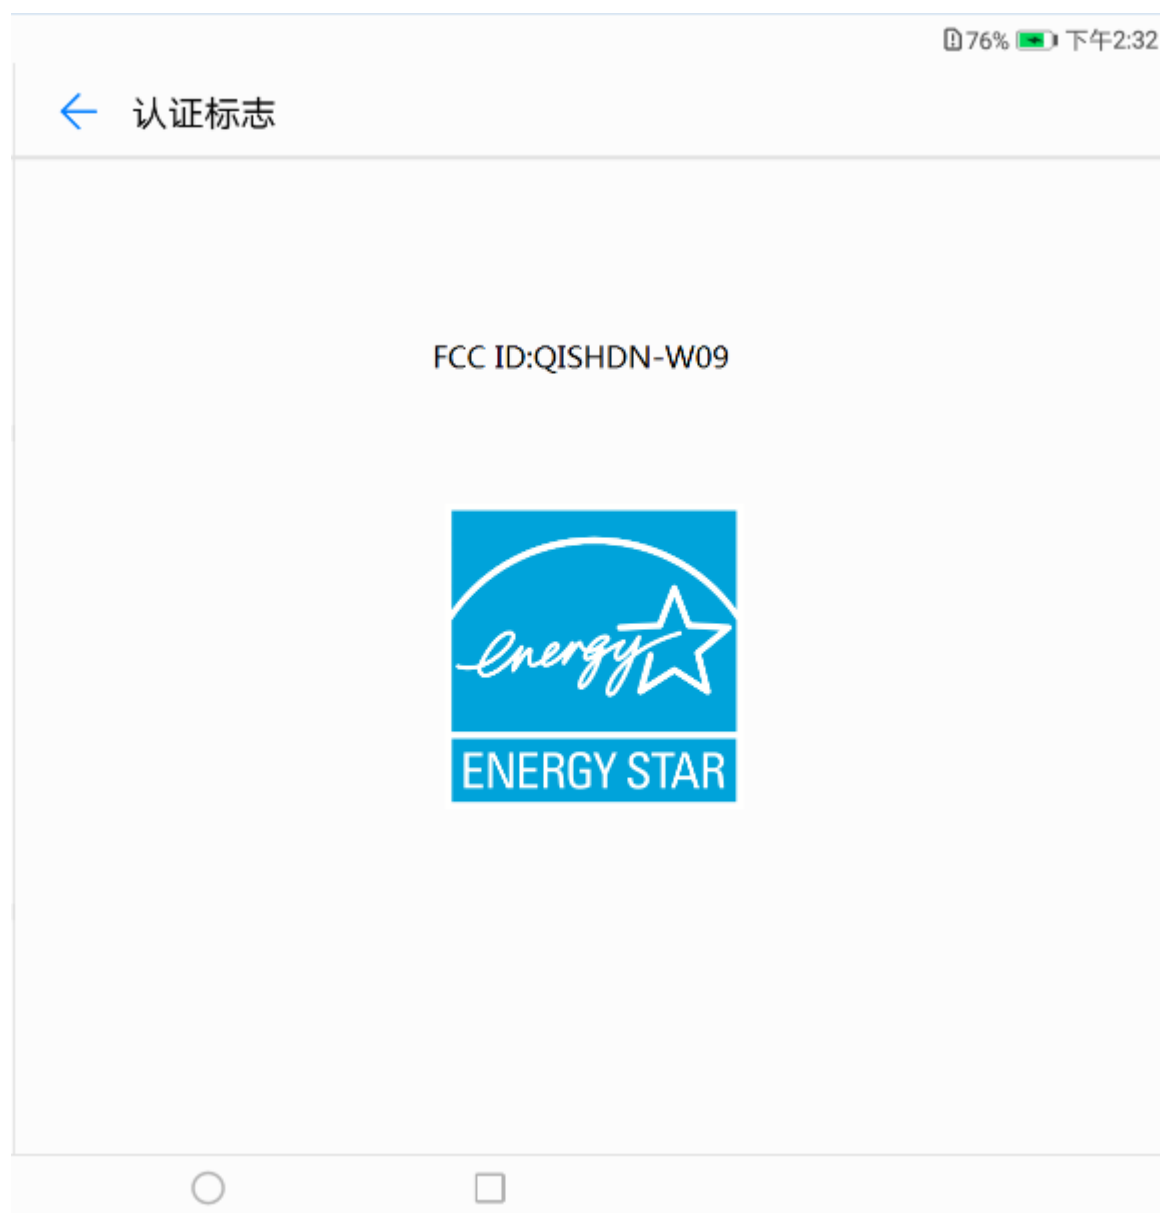 76% 下午2:32
认证标志
FCC ID:QISHDN-W09
energy
ENERGY STAR